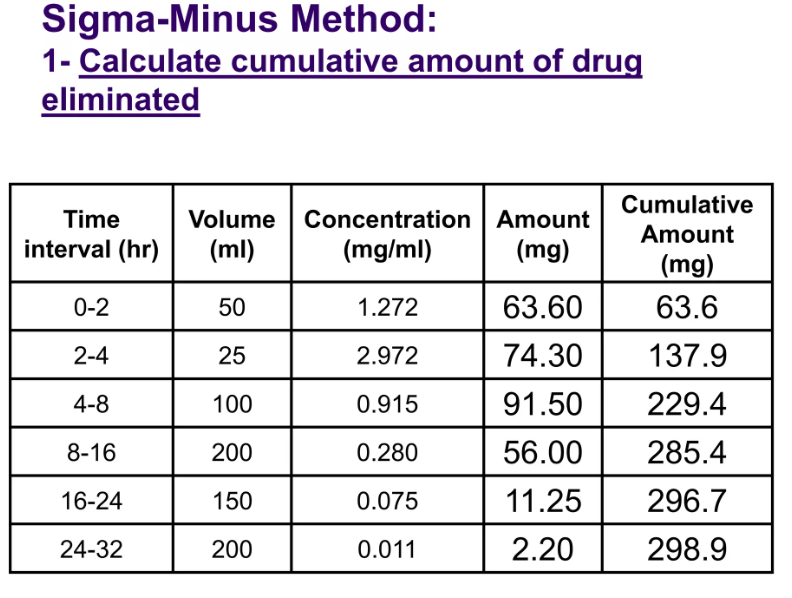 Sigma-Minus Method:
1- Calculate cumulative amount of drug
eliminated
Time interval (hr) Volume (ml) Concentration (mg/ml) Amount (mg) Cumulative Amount (mg)
0-2 50 1.272 63.60 63.6
2-4 25 2.972 74.30 137.9
4-8 100 0.915 91.50 229.4
8-16 200 0.280 56.00 285.4
16-24 150 0.075 11.25 296.7
24-32 200 0.011 2.20 298.9